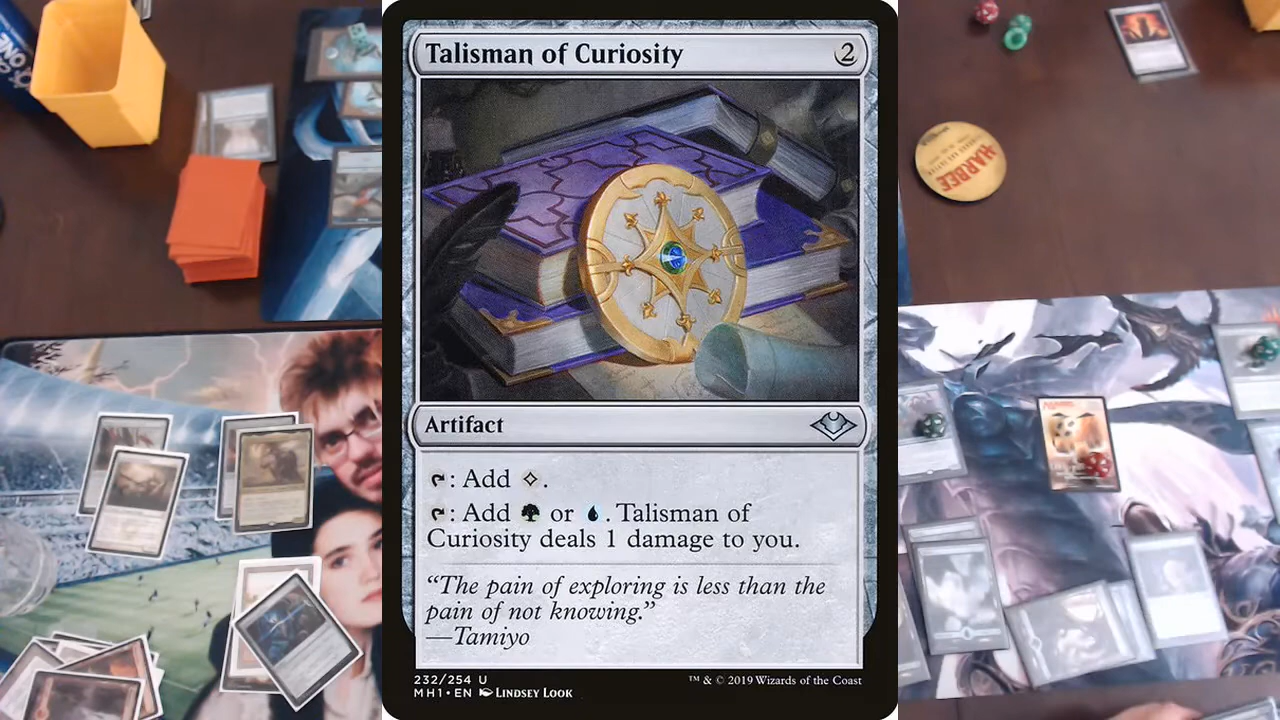 Talisman of Curiosity 2
Artifact
: Add .
: Add or . Talisman of
Curiosity deals 1 damage to you.
“The pain of exploring is less than the
pain of not knowing.”
—Tamiyo
232/254 U
MH1 • EN LINDSEY LOOK
™ & © 2019 Wizards of the Coast
HARBEE